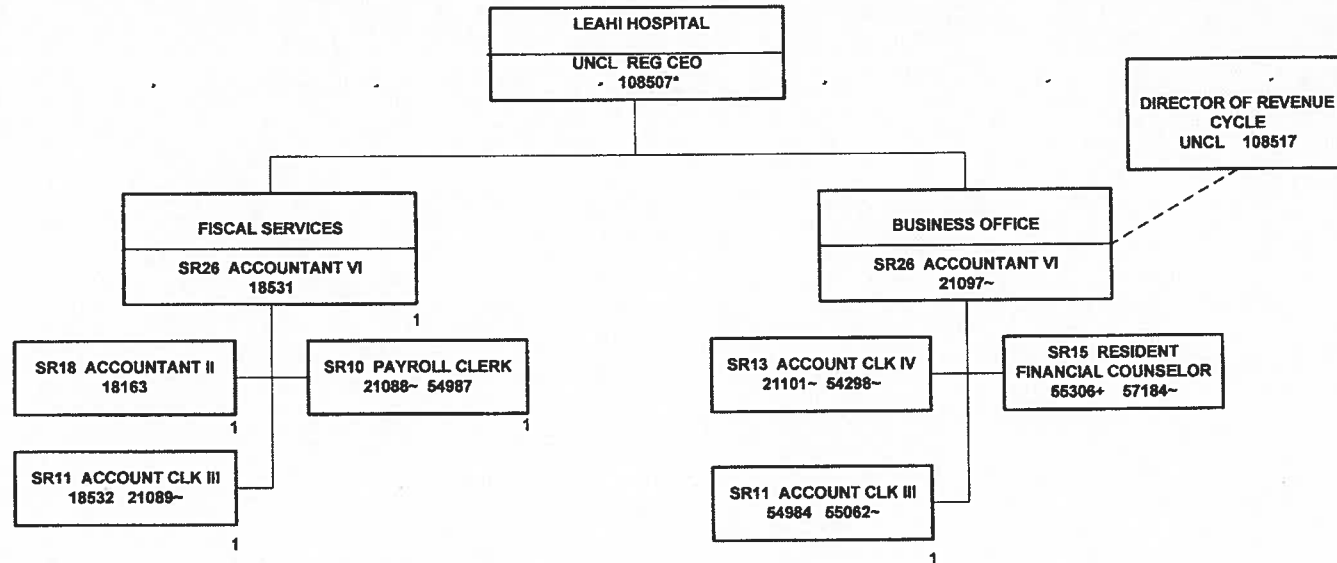 LEAHI HOSPITAL
UNCL REG CEO
108507*
DIRECTOR OF REVENUE
CYCLE
UNCL 108517
FISCAL SERVICES
SR26 ACCOUNTANT VI
18531
1
BUSINESS OFFICE
SR26 ACCOUNTANT VI
21097~
SR18 ACCOUNTANT II
18163
1
SR10 PAYROLL CLERK
21088~ 54987
1
SR11 ACCOUNT CLK III
18532 21089~
1
SR13 ACCOUNT CLK IV
21101~ 54298~
SR15 RESIDENT
FINANCIAL COUNSELOR
55306+ 57184~
SR11 ACCOUNT CLK III
54984 55062~
1